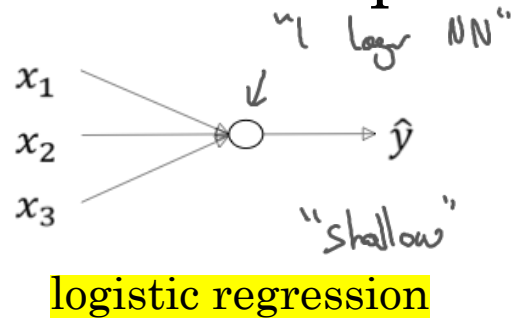 p
"1 layer NN"
x₁
x₂ ŷ
x₃
"shallow"
logistic regression